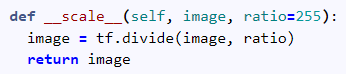 def __scale__(self, image, ratio=255):
  image = tf.divide(image, ratio)
  return image